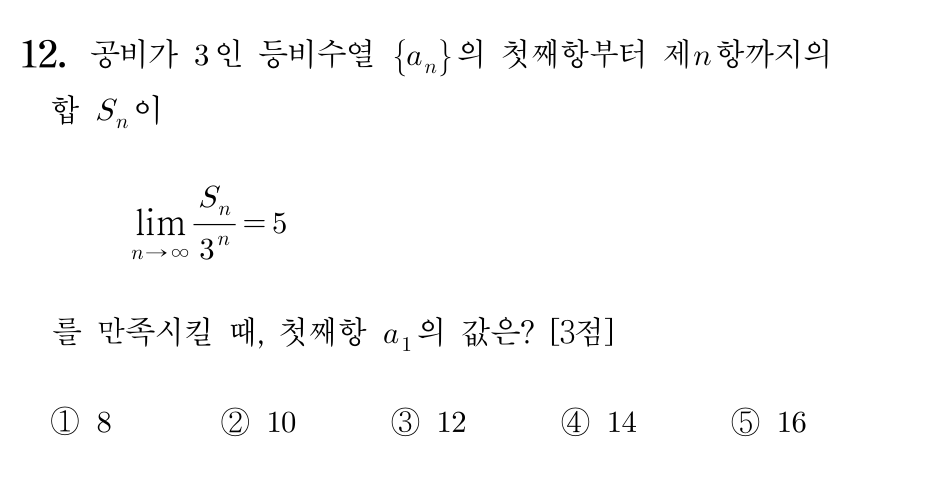 12. 공비가 3인 등비수열 {aₙ}의 첫째항부터 제n항까지의
합 Sₙ이
lim_{n→∞} Sₙ/3ⁿ = 5
를 만족시킬 때, 첫째항 a₁의 값은? [3점]
① 8 ② 10 ③ 12 ④ 14 ⑤ 16